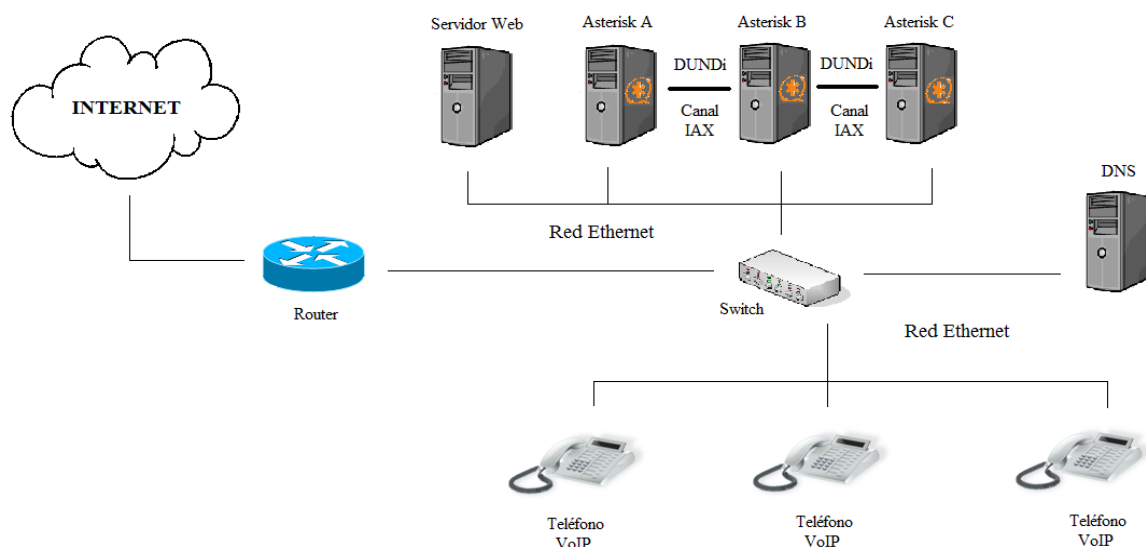 Servidor Web
Asterisk A
Asterisk B
Asterisk C
DUNDi
DUNDi
INTERNET
Canal
IAX
Canal
IAX
DNS
Red Ethernet
Router
Switch
Red Ethernet
Teléfono
VoIP
Teléfono
VoIP
Teléfono
VoIP